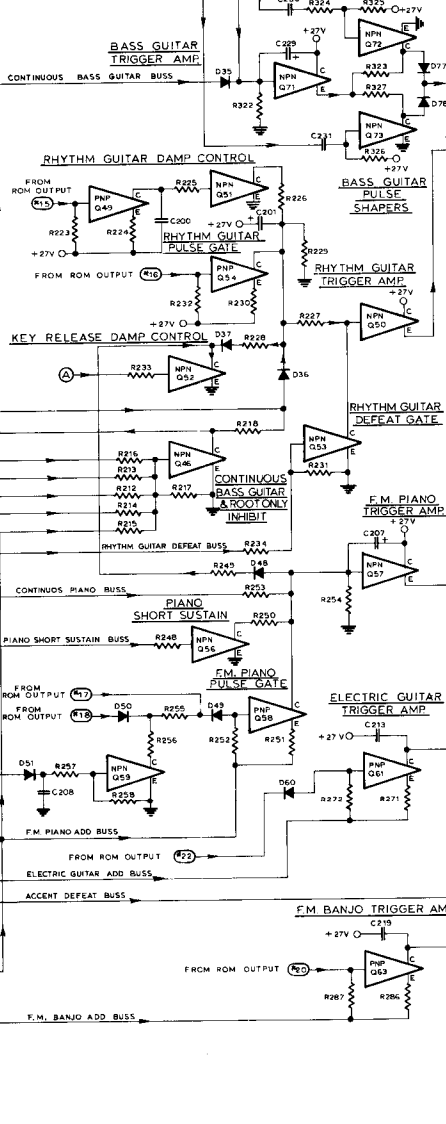 R324
R325
+27V
E
NPN
Q72
C
BASS GUITAR
TRIGGER AMP
+27V
C229
+
R323
D77
CONTINUOUS BASS GUITAR BUSS
D35
NPN
Q71
C
E
R327
R322
D78
C231
+
NPN
Q73
C
E
R326
+27V
RHYTHM GUITAR DAMP CONTROL
BASS GUITAR
PULSE
SHAPERS
FROM
ROM OUTPUT
#15
PNP
Q49
C
E
R225
NPN
Q51
C
E
R226
R223
R224
C200
+27V
C201
+
+27V
RHYTHM GUITAR
PULSE GATE
R229
FROM ROM OUTPUT #16
PNP
Q54
C
E
RHYTHM GUITAR
TRIGGER AMP
+27V
R232
R230
+27V
R227
NPN
Q50
C
E
KEY RELEASE DAMP CONTROL
D37
R228
A
R233
NPN
Q52
C
E
D36
RHYTHM GUITAR
DEFEAT GATE
R218
NPN
Q53
C
E
R216
R213
R212
R214
R215
NPN
Q46
C
E
R217
R231
CONTINUOUS
BASS GUITAR
& ROOT ONLY
INHIBIT
F.M. PIANO
TRIGGER AMP
+27V
RHYTHM GUITAR DEFEAT BUSS
R234
C207
+
R249
D48
NPN
Q57
C
E
CONTINUOS PIANO BUSS
R253
R254
PIANO
SHORT SUSTAIN
R250
PIANO SHORT SUSTAIN BUSS
R248
NPN
Q56
C
E
F.M. PIANO
PULSE GATE
FROM
ROM OUTPUT #17
FROM
ROM OUTPUT #18
D50
R255
D49
PNP
Q58
C
E
ELECTRIC GUITAR
TRIGGER AMP
R256
R252
R251
+27V
C213
D51
R257
NPN
Q59
C
E
D60
PNP
Q61
C
E
C208
R258
R272
R271
F.M. PIANO ADD BUSS
FROM ROM OUTPUT #22
ELECTRIC GUITAR ADD BUSS
ACCENT DEFEAT BUSS
F.M. BANJO TRIGGER AM
C219
+27V
FROM ROM OUTPUT #20
PNP
Q63
C
E
R287
R286
F.M. BANJO ADD BUSS